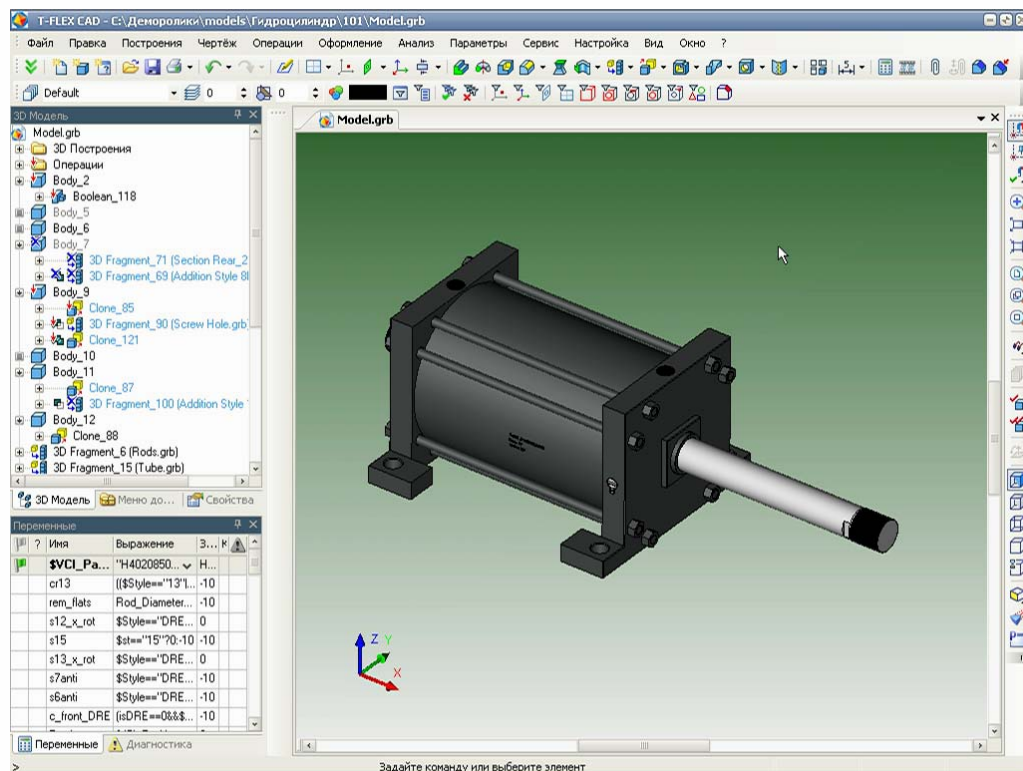 T-FLEX CAD - C:\Деморолики\models\Гидроцилиндр\101\Model.grb
Файл Правка Построения Чертёж Операции Оформление Анализ Параметры Сервис Настройка Вид Окно ?
Default 0 0
3D Модель
Model.grb
Model.grb
3D Построения
Операции
Body_2
Boolean_118
Body_5
Body_6
Body_7
3D Fragment_71 (Section Rear_2
3D Fragment_69 (Addition Style 8
Body_9
Clone_85
3D Fragment_90 (Screw Hole.grb
Clone_121
Body_10
Body_11
Clone_87
3D Fragment_100 (Addition Style
Body_12
Clone_88
3D Fragment_6 (Rods.grb)
3D Fragment_15 (Tube.grb)
3D Модель Меню до... Свойства
Переменные
? Имя Выражение З... К
$VCI_Pa... "H4020850... H...
cr13 (($Style=="13"|... -10
rem_flats Rod_Diameter... -10
s12_x_rot $Style=="DRE... 0
s15 $st=="15"?0:-10 -10
s13_x_rot $Style=="DRE... 0
s7anti $Style=="DRE... -10
s6anti $Style=="DRE... -10
c_front_DRE (isDRE==0&&$... -10
Переменные Диагностика
Z Y
X
> Задайте команду или выберите элемент